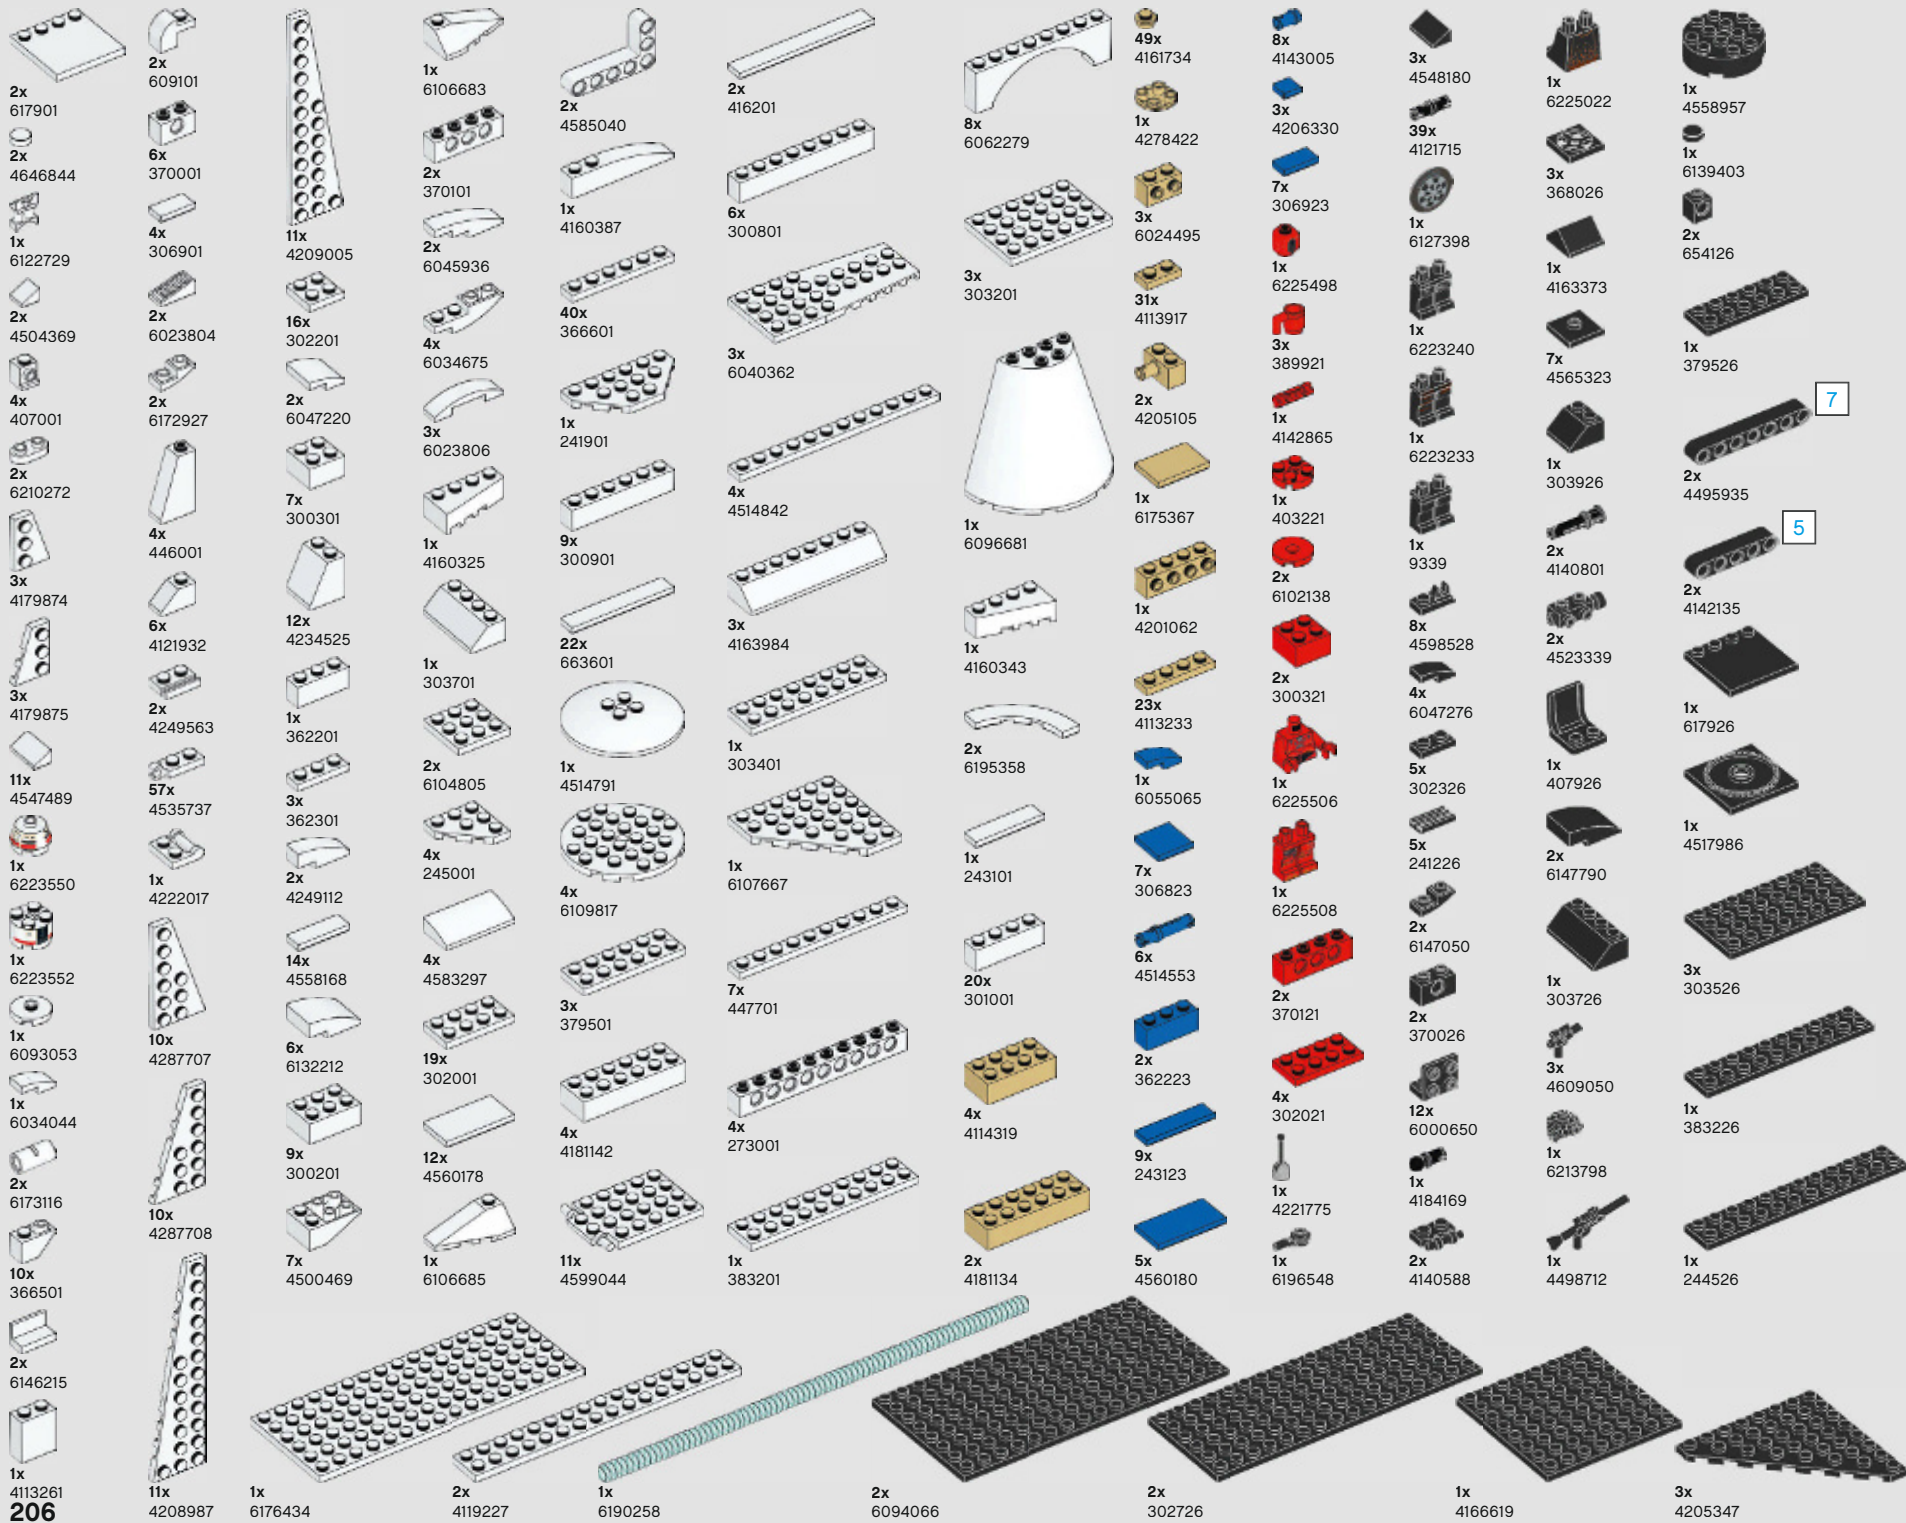 2x
617901
2x
4646844
1x
6122729
2x
4504369
4x
407001
2x
6210272
3x
4179874
3x
4179875
11x
4547489
1x
6223550
1x
6223552
1x
6093053
1x
6034044
2x
6173116
10x
366501
2x
6146215
1x
4113261
206
2x
609101
6x
370001
4x
306901
2x
6023804
2x
6172927
4x
446001
6x
4121932
2x
4249563
57x
4535737
1x
4222017
10x
4287707
10x
4287708
11x
4208987
11x
4209005
16x
302201
2x
6047220
7x
300301
12x
4234525
1x
362201
3x
362301
2x
4249112
14x
4558168
6x
6132212
9x
300201
7x
4500469
1x
6176434
1x
6106683
2x
370101
2x
6045936
4x
6034675
3x
6023806
1x
4160325
1x
303701
2x
6104805
4x
245001
4x
4583297
19x
302001
12x
4560178
1x
6106685
2x
4119227
2x
4585040
1x
4160387
40x
366601
1x
241901
9x
300901
22x
663601
1x
4514791
4x
6109817
3x
379501
4x
4181142
11x
4599044
1x
6190258
2x
416201
6x
300801
3x
6040362
4x
4514842
3x
4163984
1x
303401
1x
6107667
7x
447701
4x
273001
1x
383201
8x
6062279
3x
303201
1x
6096681
1x
4160343
2x
6195358
1x
243101
20x
301001
4x
4114319
2x
4181134
2x
6094066
49x
4161734
1x
4278422
3x
6024495
31x
4113917
2x
4205105
1x
6175367
1x
4201062
23x
4113233
1x
6055065
7x
306823
6x
4514553
2x
362223
9x
243123
5x
4560180
2x
302726
8x
4143005
3x
4206330
7x
306923
1x
6225498
3x
389921
1x
4142865
1x
403221
2x
6102138
2x
300321
1x
6225506
1x
6225508
2x
370121
4x
302021
1x
4221775
1x
6196548
3x
4548180
39x
4121715
1x
6127398
1x
6223240
1x
6223233
1x
9339
8x
4598528
4x
6047276
5x
302326
5x
241226
2x
6147050
2x
370026
12x
6000650
1x
4184169
2x
4140588
1x
4166619
1x
6225022
3x
368026
1x
4163373
7x
4565323
1x
303926
2x
4140801
2x
4523339
1x
407926
2x
6147790
1x
303726
3x
4609050
1x
6213798
1x
4498712
1x
4558957
1x
6139403
2x
654126
1x
379526
7
2x
4495935
5
2x
4142135
1x
617926
1x
4517986
3x
303526
1x
383226
1x
244526
3x
4205347